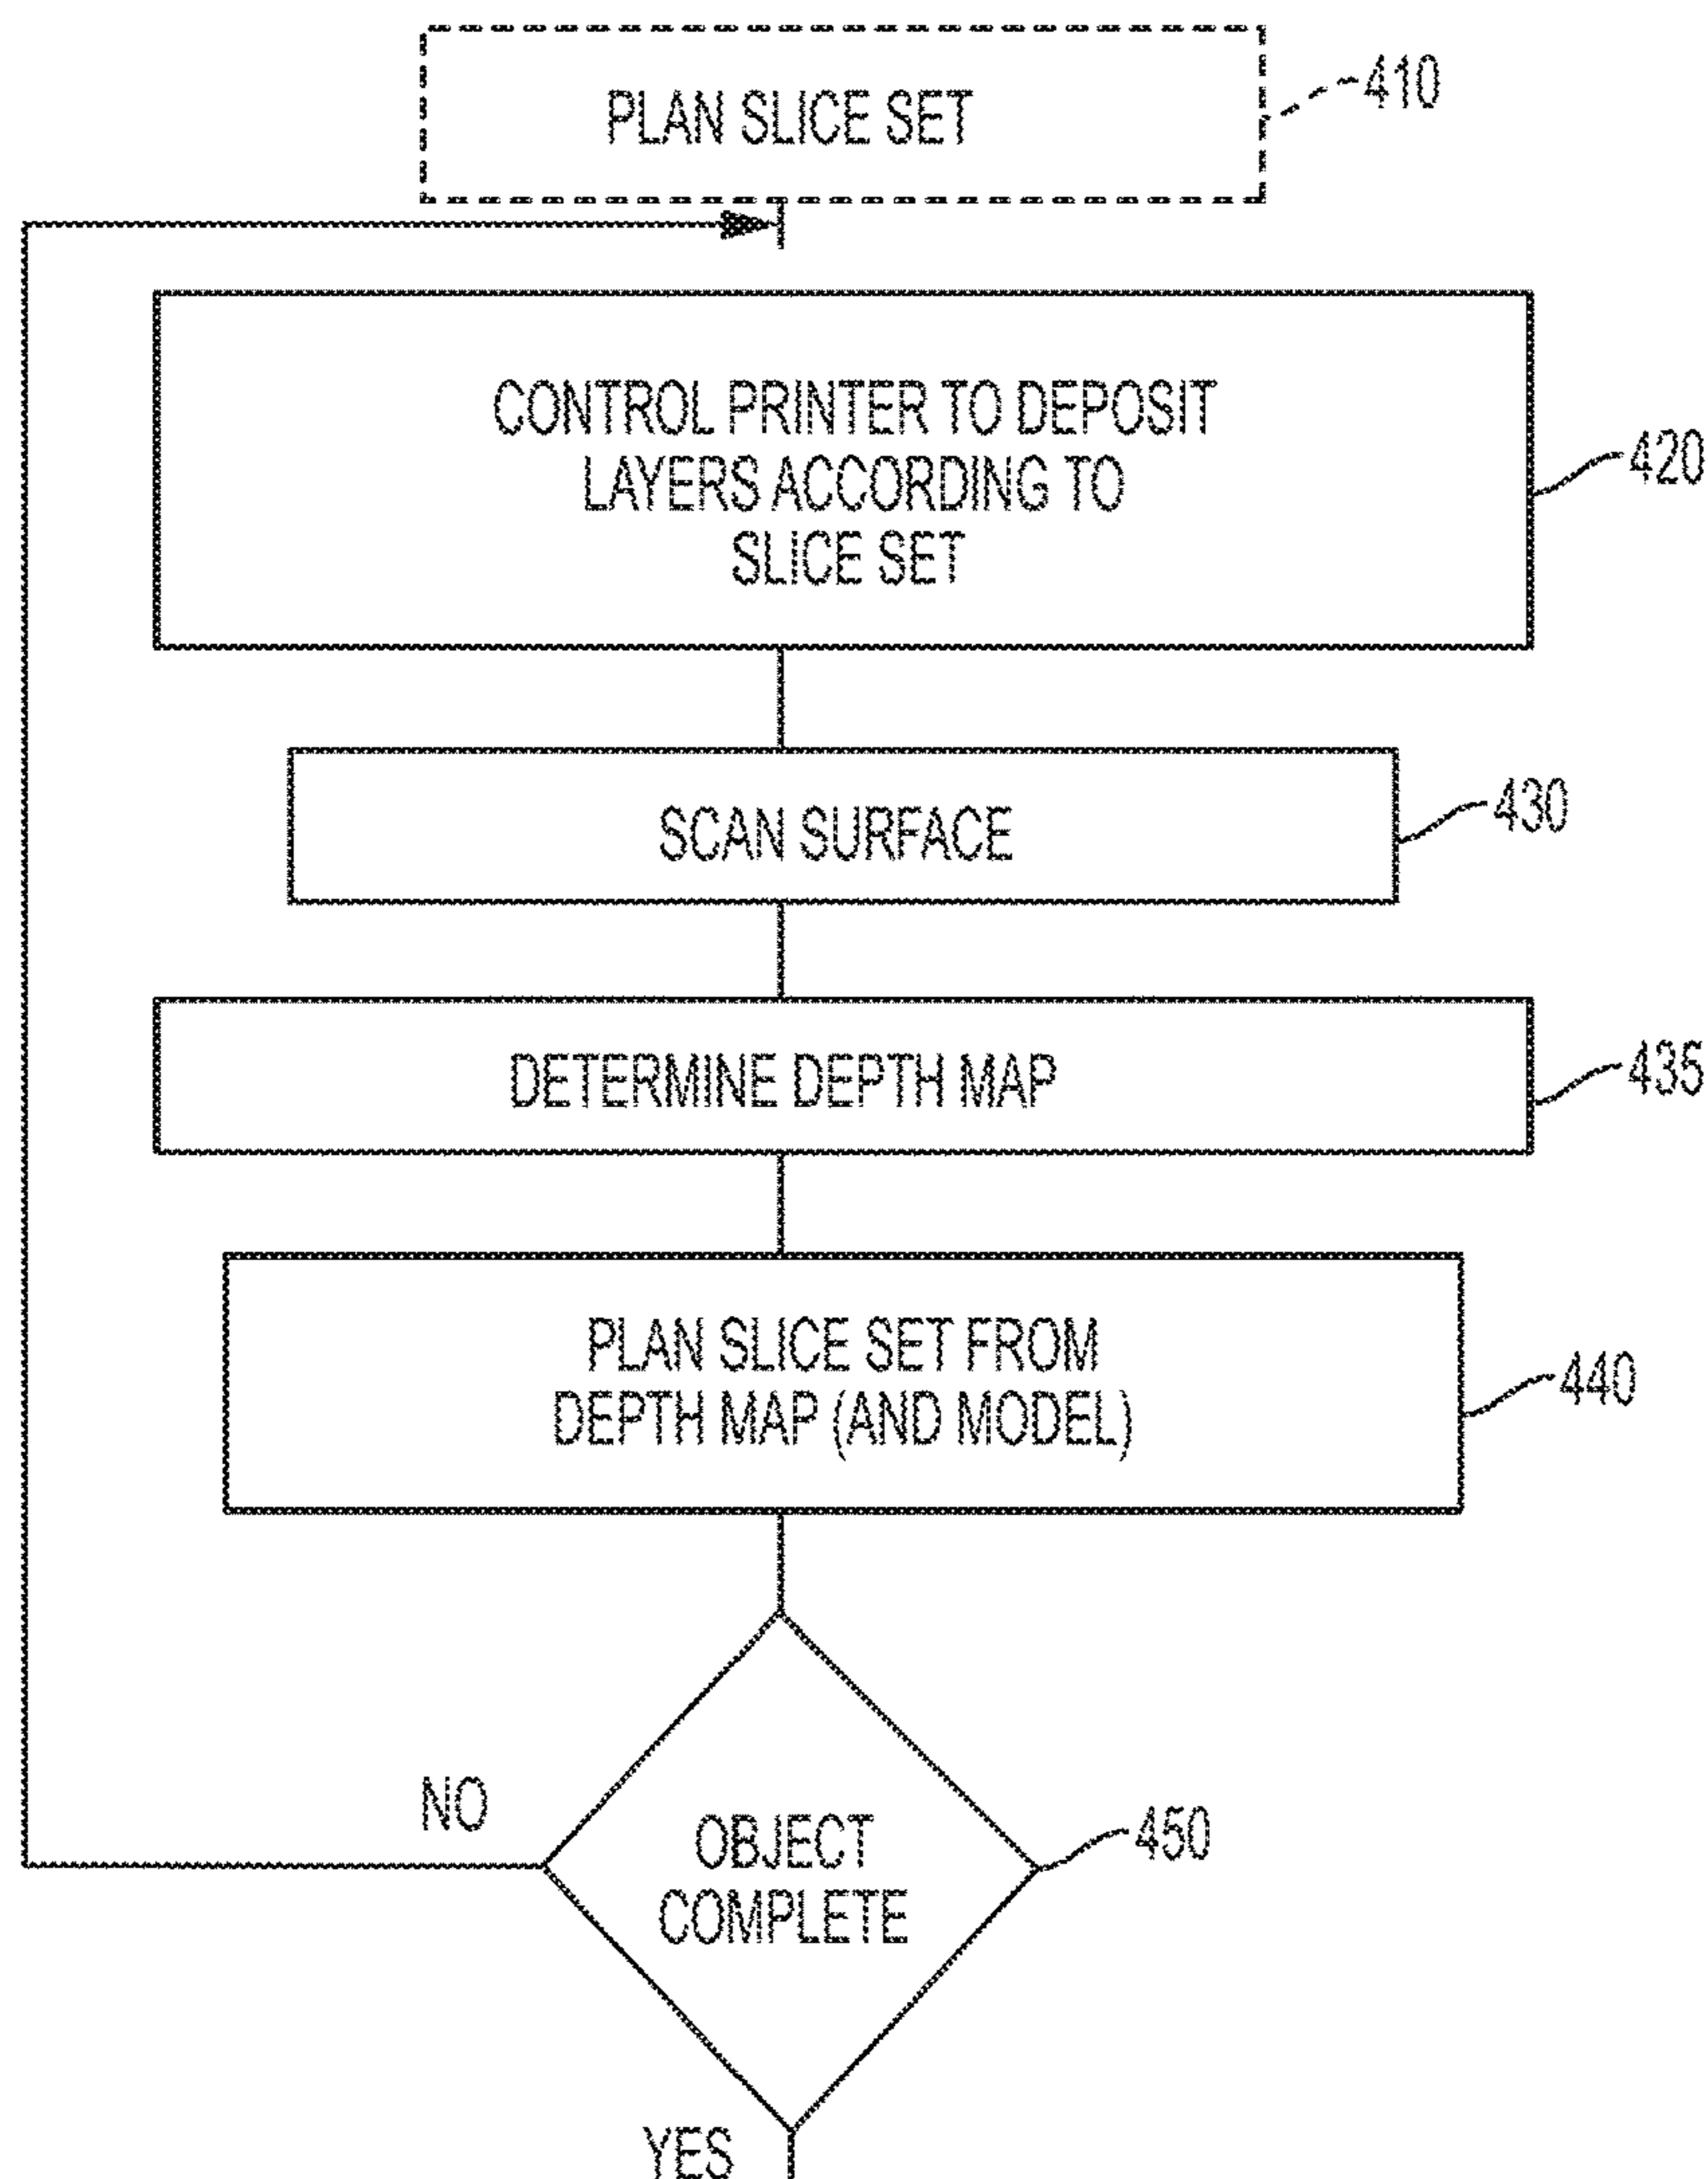 PLAN SLICE SET
410
CONTROL PRINTER TO DEPOSIT
LAYERS ACCORDING TO
SLICE SET
420
SCAN SURFACE
430
DETERMINE DEPTH MAP
435
PLAN SLICE SET FROM
DEPTH MAP (AND MODEL)
440
NO
OBJECT
COMPLETE
450
YES